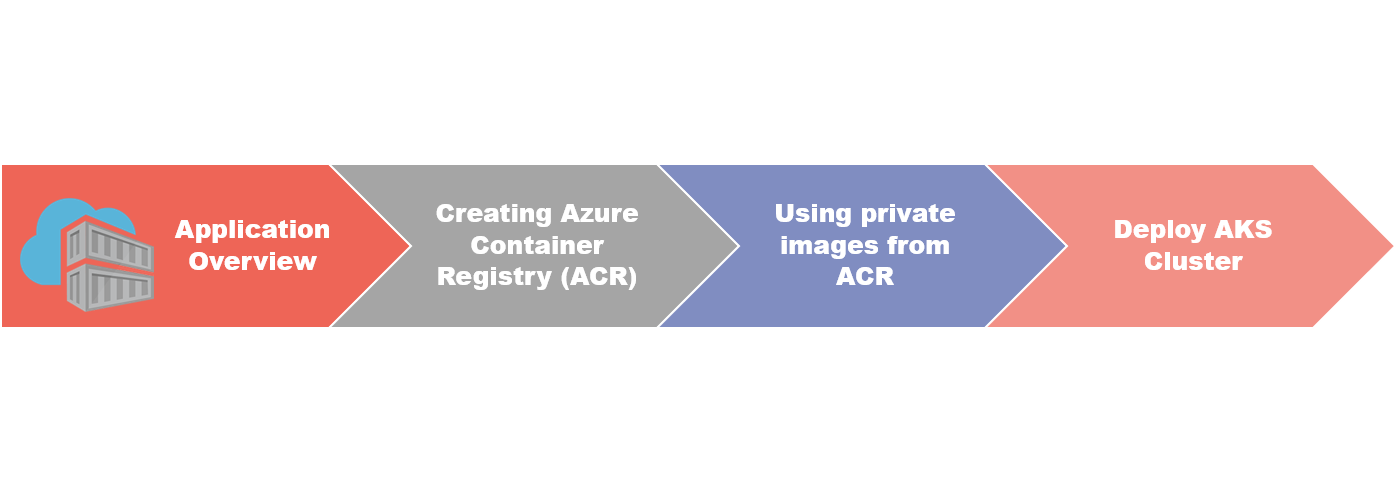 Application
Overview
Creating Azure
Container
Registry (ACR)
Using private
images from
ACR
Deploy AKS
Cluster